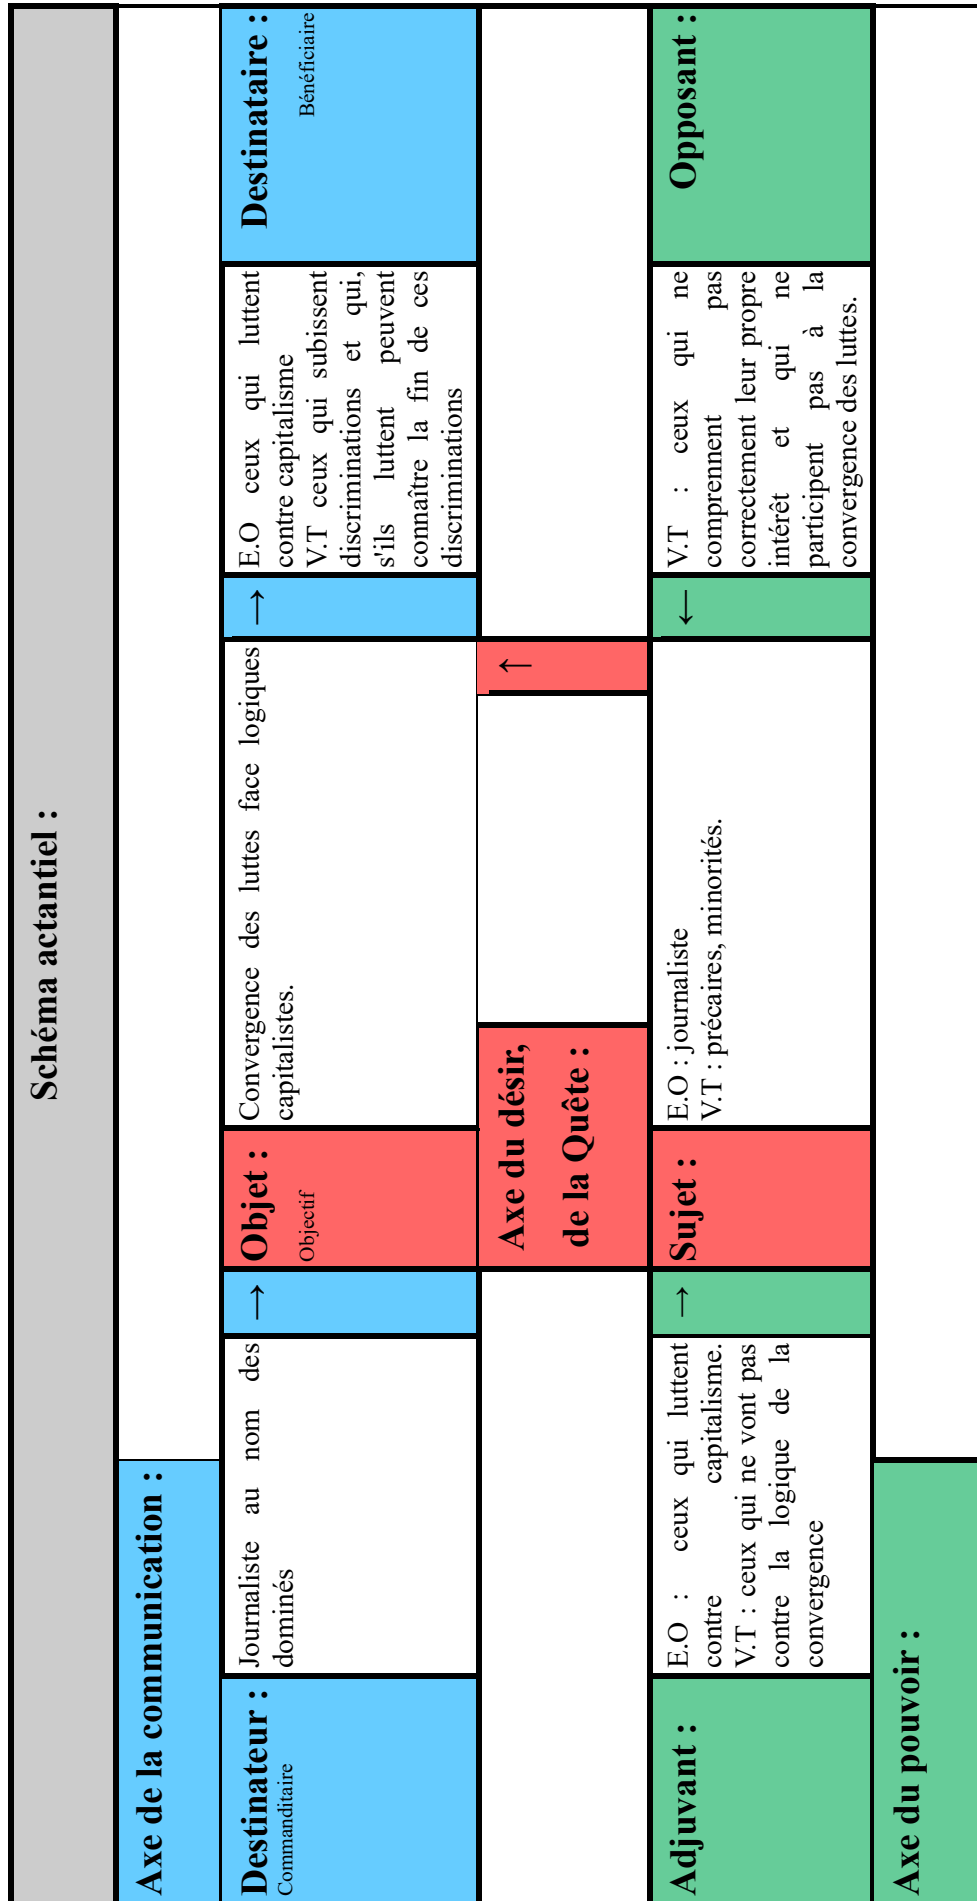 Schéma actantiel :
Axe de la communication :
Destinateur :
Commanditaire
Journaliste au nom des
dominés
→
Objet :
Objectif
Convergence des luttes face logiques
capitalistes.
→
E.O ceux qui luttent
contre capitalisme
V.T ceux qui subissent
discriminations et qui,
s'ils luttent peuvent
connaître la fin de ces
discriminations
Destinataire :
Bénéficiaire
Axe du désir,
de la Quête :
↑
Adjuvant :
E.O : ceux qui luttent
contre capitalisme.
V.T : ceux qui ne vont pas
contre la logique de la
convergence
→
Sujet :
E.O : journaliste
V.T : précaires, minorités.
←
V.T : ceux qui ne
comprennent pas
correctement leur propre
intérêt et qui ne
participent pas à la
convergence des luttes.
Opposant :
Axe du pouvoir :